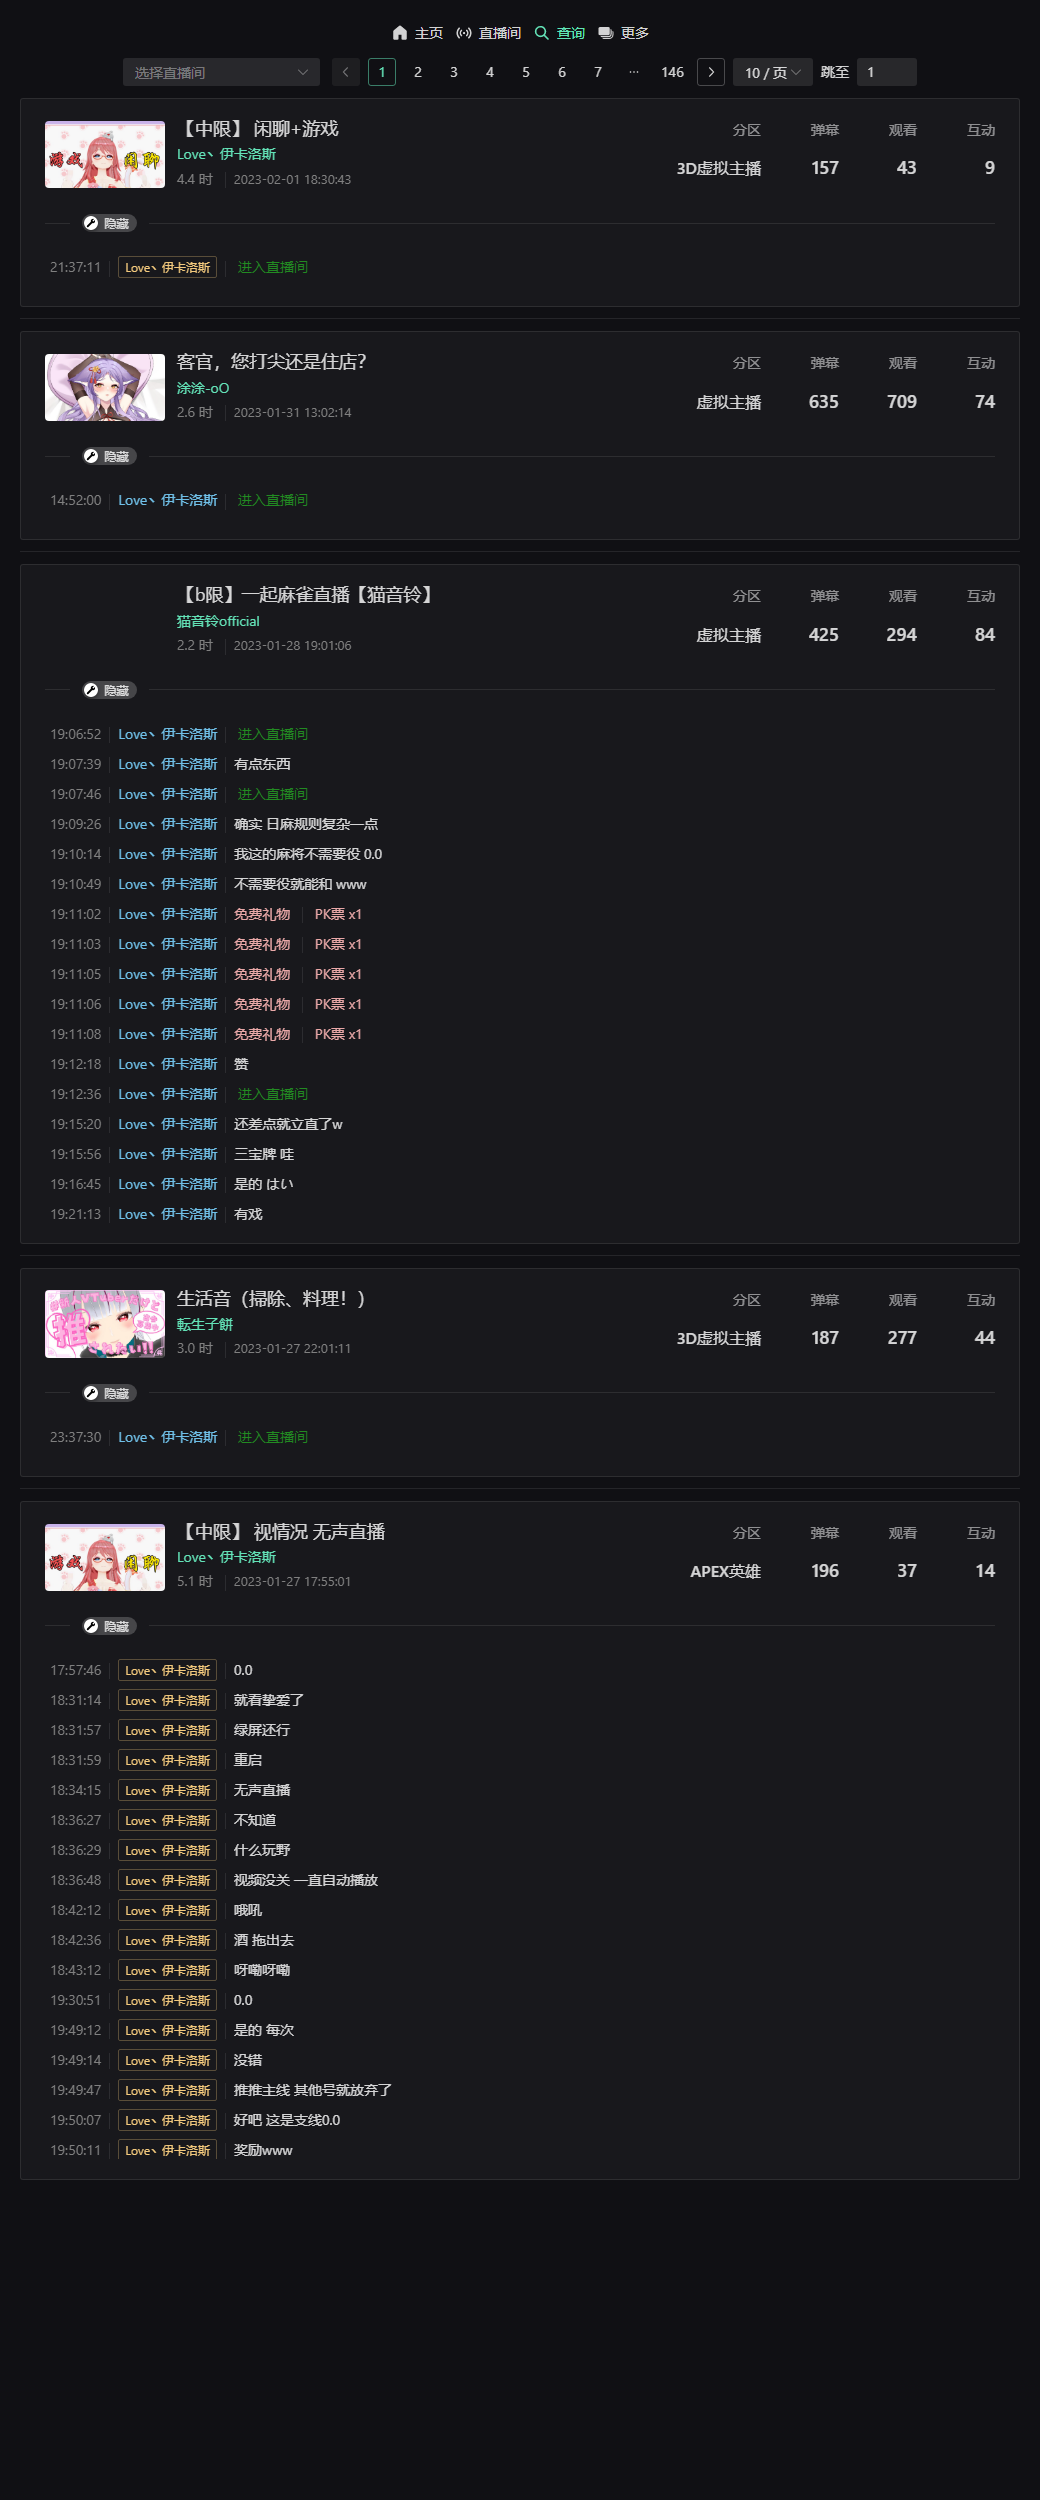 主页 直播间 查询 更多
选择直播间 1 2 3 4 5 6 7 ··· 146 10 / 页 跳至 1
【中限】 闲聊+游戏 分区 弹幕 观看 互动
游戏 闲聊
Love丶伊卡洛斯 3D虚拟主播 157 43 9
4.4 时 2023-02-01 18:30:43
隐藏
21:37:11 Love丶伊卡洛斯 进入直播间
客官，您打尖还是住店？ 分区 弹幕 观看 互动
涂涂-oO 虚拟主播 635 709 74
2.6 时 2023-01-31 13:02:14
隐藏
14:52:00 Love丶伊卡洛斯 进入直播间
【b限】一起麻雀直播【猫音铃】 分区 弹幕 观看 互动
猫音铃official 虚拟主播 425 294 84
2.2 时 2023-01-28 19:01:06
隐藏
19:06:52 Love丶伊卡洛斯 进入直播间
19:07:39 Love丶伊卡洛斯 有点东西
19:07:46 Love丶伊卡洛斯 进入直播间
19:09:26 Love丶伊卡洛斯 确实 日麻规则复杂一点
19:10:14 Love丶伊卡洛斯 我这的麻将不需要役 0.0
19:10:49 Love丶伊卡洛斯 不需要役就能和 www
19:11:02 Love丶伊卡洛斯 免费礼物 PK票 x1
19:11:03 Love丶伊卡洛斯 免费礼物 PK票 x1
19:11:05 Love丶伊卡洛斯 免费礼物 PK票 x1
19:11:06 Love丶伊卡洛斯 免费礼物 PK票 x1
19:11:08 Love丶伊卡洛斯 免费礼物 PK票 x1
19:12:18 Love丶伊卡洛斯 赞
19:12:36 Love丶伊卡洛斯 进入直播间
19:15:20 Love丶伊卡洛斯 还差点就立直了w
19:15:56 Love丶伊卡洛斯 三宝牌 哇
19:16:45 Love丶伊卡洛斯 是的 はい
19:21:13 Love丶伊卡洛斯 有戏
生活音（掃除、料理！） 分区 弹幕 观看 互动
推 されたい!!
転生子餅 3D虚拟主播 187 277 44
3.0 时 2023-01-27 22:01:11
隐藏
23:37:30 Love丶伊卡洛斯 进入直播间
【中限】 视情况 无声直播 分区 弹幕 观看 互动
游戏 闲聊
Love丶伊卡洛斯 APEX英雄 196 37 14
5.1 时 2023-01-27 17:55:01
隐藏
17:57:46 Love丶伊卡洛斯 0.0
18:31:14 Love丶伊卡洛斯 就看挚爱了
18:31:57 Love丶伊卡洛斯 绿屏还行
18:31:59 Love丶伊卡洛斯 重启
18:34:15 Love丶伊卡洛斯 无声直播
18:36:27 Love丶伊卡洛斯 不知道
18:36:29 Love丶伊卡洛斯 什么玩野
18:36:48 Love丶伊卡洛斯 视频没关 一直自动播放
18:42:12 Love丶伊卡洛斯 哦吼
18:42:36 Love丶伊卡洛斯 酒 拖出去
18:43:12 Love丶伊卡洛斯 呀嘞呀嘞
19:30:51 Love丶伊卡洛斯 0.0
19:49:12 Love丶伊卡洛斯 是的 每次
19:49:14 Love丶伊卡洛斯 没错
19:49:47 Love丶伊卡洛斯 推推主线 其他号就放弃了
19:50:07 Love丶伊卡洛斯 好吧 这是支线0.0
19:50:11 Love丶伊卡洛斯 奖励www